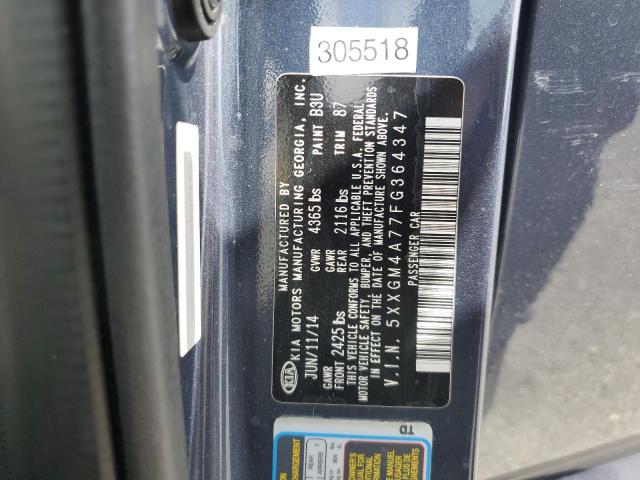 305518
MANUFACTURED BY
KIA MOTORS MANUFACTURING GEORGIA, INC.
JUN/11/14 GVWR 4365 lbs PAINT B3U
GAWR FRONT 2425 lbs GAWR REAR 2116 lbs TRIM 87
THIS VEHICLE CONFORMS TO ALL APPLICABLE U.S.A. FEDERAL
MOTOR VEHICLE SAFETY, BUMPER, AND THEFT PREVENTION STANDARDS
IN EFFECT ON THE DATE OF MANUFACTURE SHOWN ABOVE.
V.I.N. 5XXGM4A77FG364347
PASSENGER CAR
KIA
TD
REAR
ARRIERE